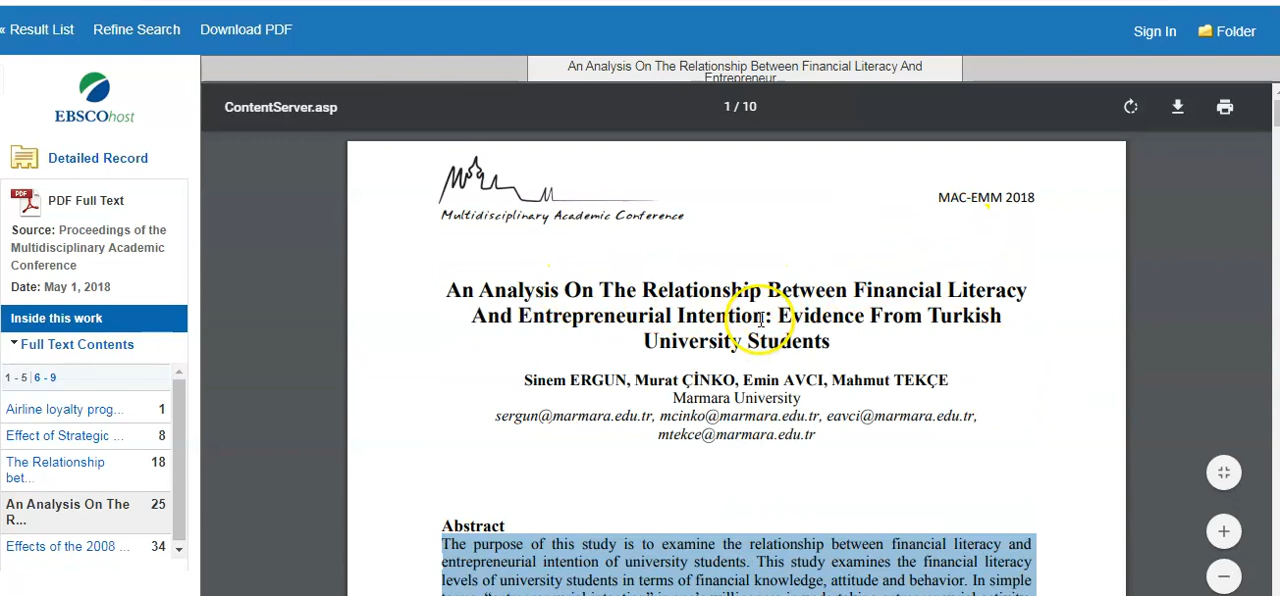 « Result List Refine Search Download PDF Sign In Folder
An Analysis On The Relationship Between Financial Literacy And
Entrepreneur...
EBSCOhost
Detailed Record
PDF
PDF Full Text
Source: Proceedings of the
Multidisciplinary Academic
Conference
Date: May 1, 2018
Inside this work
Full Text Contents
1 - 5 | 6 - 9
Airline loyalty prog... 1
Effect of Strategic ... 8
The Relationship 18
bet...
An Analysis On The 25
R...
Effects of the 2008 ... 34
ContentServer.asp 1 / 10
Multidisciplinary Academic Conference
MAC-EMM 2018
An Analysis On The Relationship Between Financial Literacy
And Entrepreneurial Intention: Evidence From Turkish
University Students
Sinem ERGUN, Murat ÇİNKO, Emin AVCI, Mahmut TEKÇE
Marmara University
sergun@marmara.edu.tr, mcinko@marmara.edu.tr, eavci@marmara.edu.tr,
mtekce@marmara.edu.tr
Abstract
The purpose of this study is to examine the relationship between financial literacy and
entrepreneurial intention of university students. This study examines the financial literacy
levels of university students in terms of financial knowledge, attitude and behavior. In simple